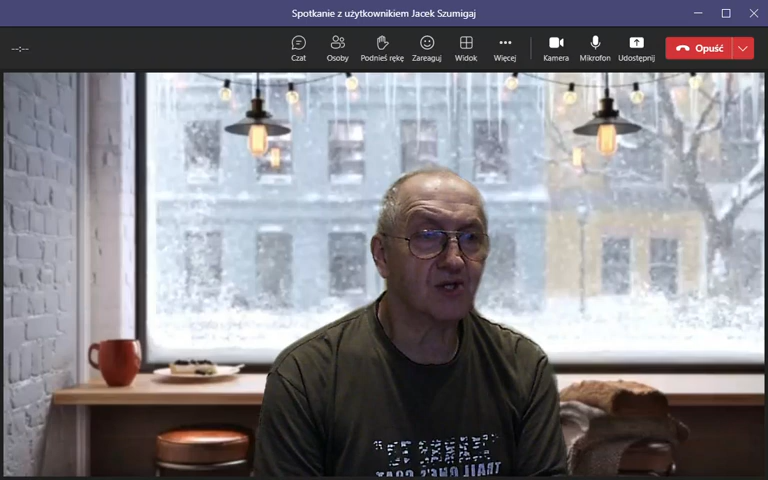 Spotkanie z użytkownikiem Jacek Szumigaj
--:--
Czat
Osoby
Podnieś rękę
Zareaguj
Widok
Więcej
Kamera
Mikrofon
Udostępnij
Opuść